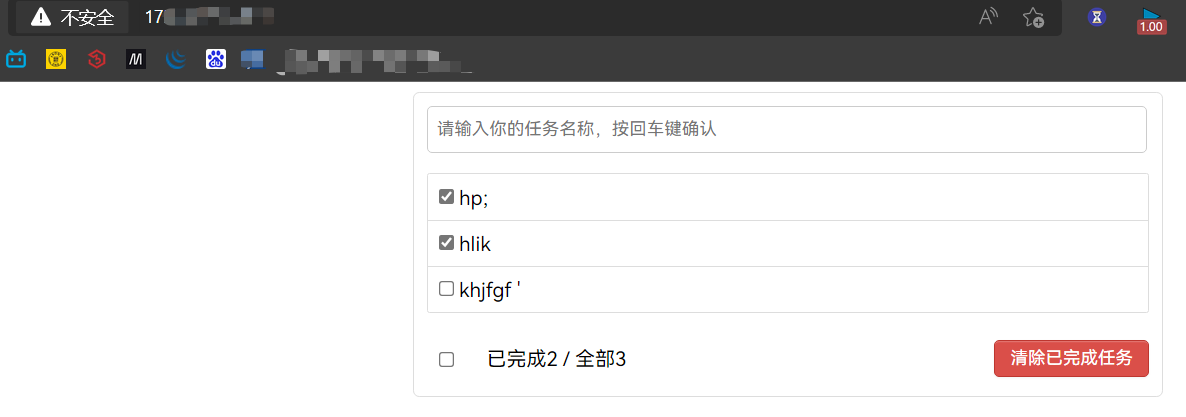 不安全 17
1.00
请输入你的任务名称，按回车键确认
hp;
hlik
khjfgf '
已完成2 / 全部3 清除已完成任务